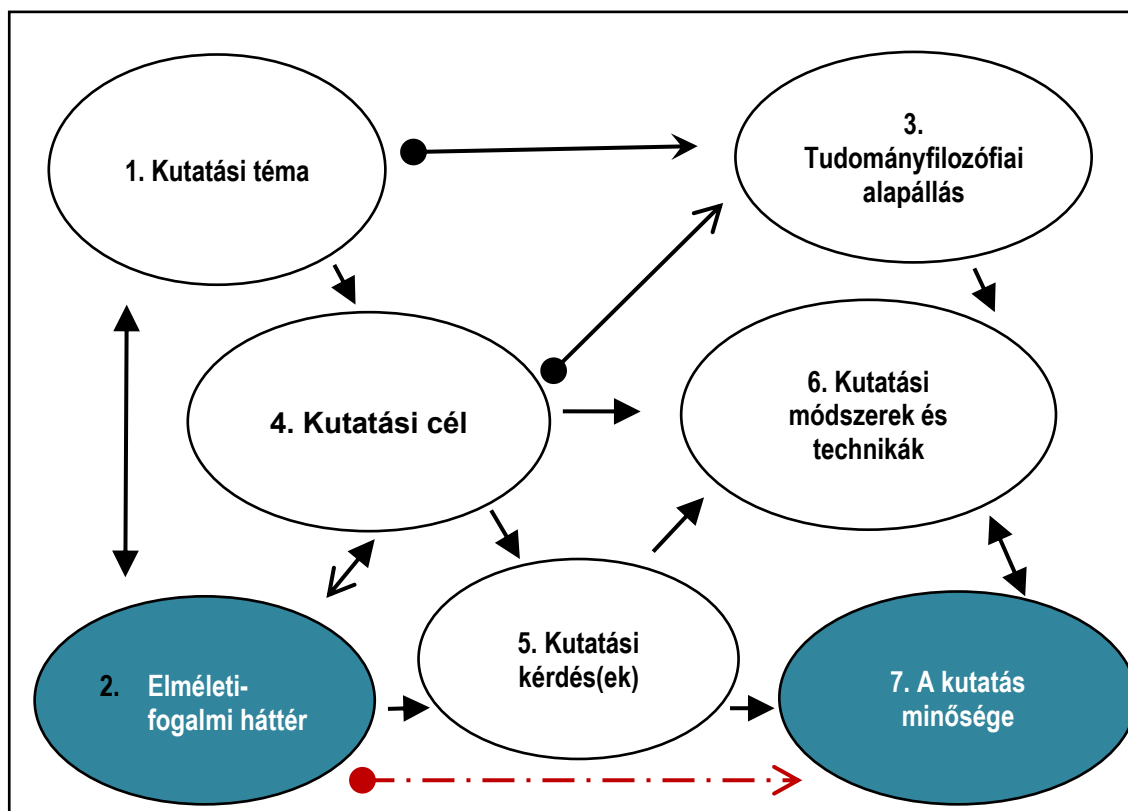 1. Kutatási téma
3.
Tudományfilozófiai
alapállás
4. Kutatási cél
6. Kutatási
módszerek és
technikák
2. Elméleti-
fogalmi háttér
5. Kutatási
kérdés(ek)
7. A kutatás
minősége